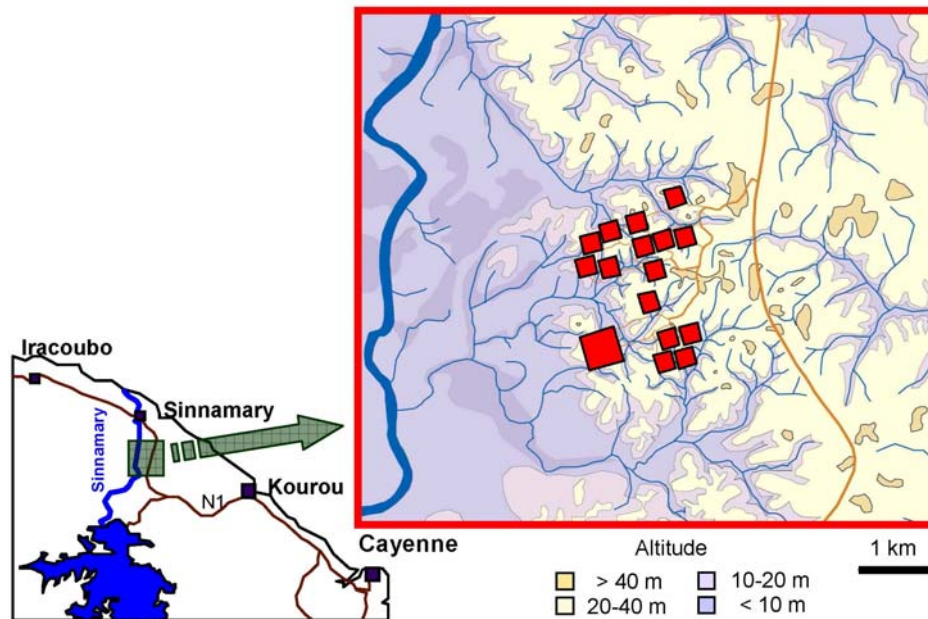 Iracoubo
Sinnamary
Sinnamary
Kourou
N1
Cayenne
Altitude
1 km
> 40 m
10-20 m
20-40 m
< 10 m